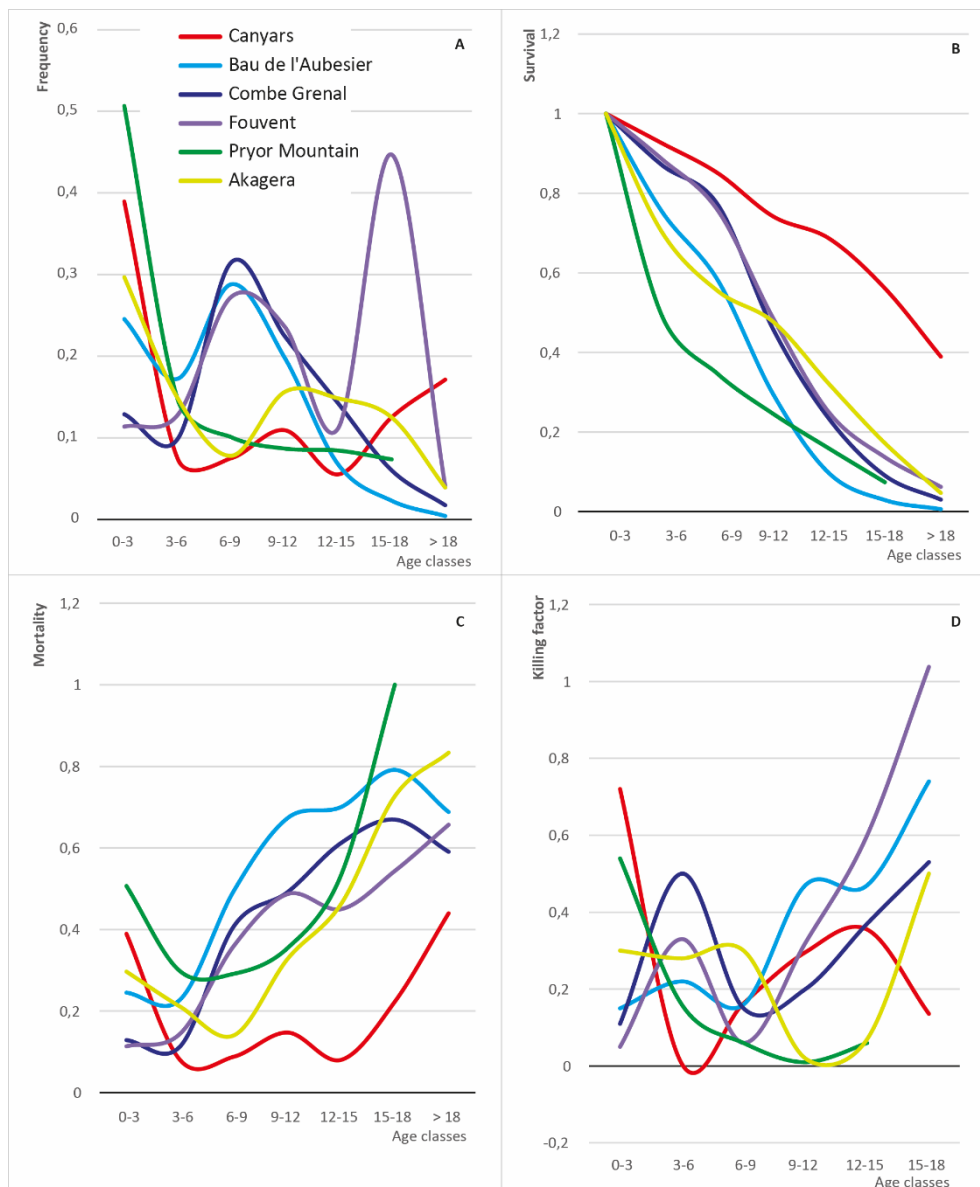 A
Frequency
0,6
0,5
0,4
0,3
0,2
0,1
0
Canyars
Bau de l'Aubesier
Combe Grenal
Fouvent
Pryor Mountain
Akagera
0-3 3-6 6-9 9-12 12-15 15-18 > 18
Age classes
B
Survival
1,2
1
0,8
0,6
0,4
0,2
0
0-3 3-6 6-9 9-12 12-15 15-18 > 18
Age classes
C
Mortality
1,2
1
0,8
0,6
0,4
0,2
0
0-3 3-6 6-9 9-12 12-15 15-18 > 18
Age classes
D
Killing factor
1,2
1
0,8
0,6
0,4
0,2
0
-0,2
0-3 3-6 6-9 9-12 12-15 15-18
Age classes